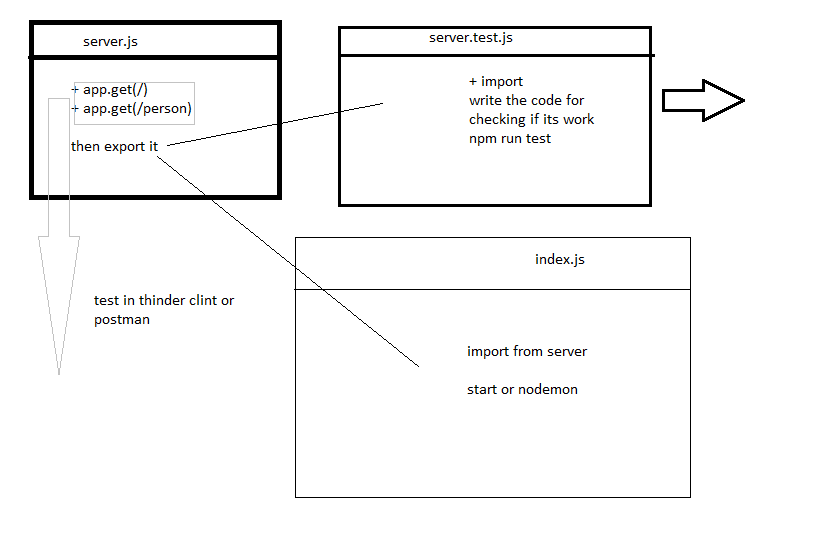 server.js
+ app.get(/)
+ app.get(/person)
then export it
server.test.js
+ import
write the code for
checking if its work
npm run test
test in thinder clint or
postman
index.js
import from server
start or nodemon